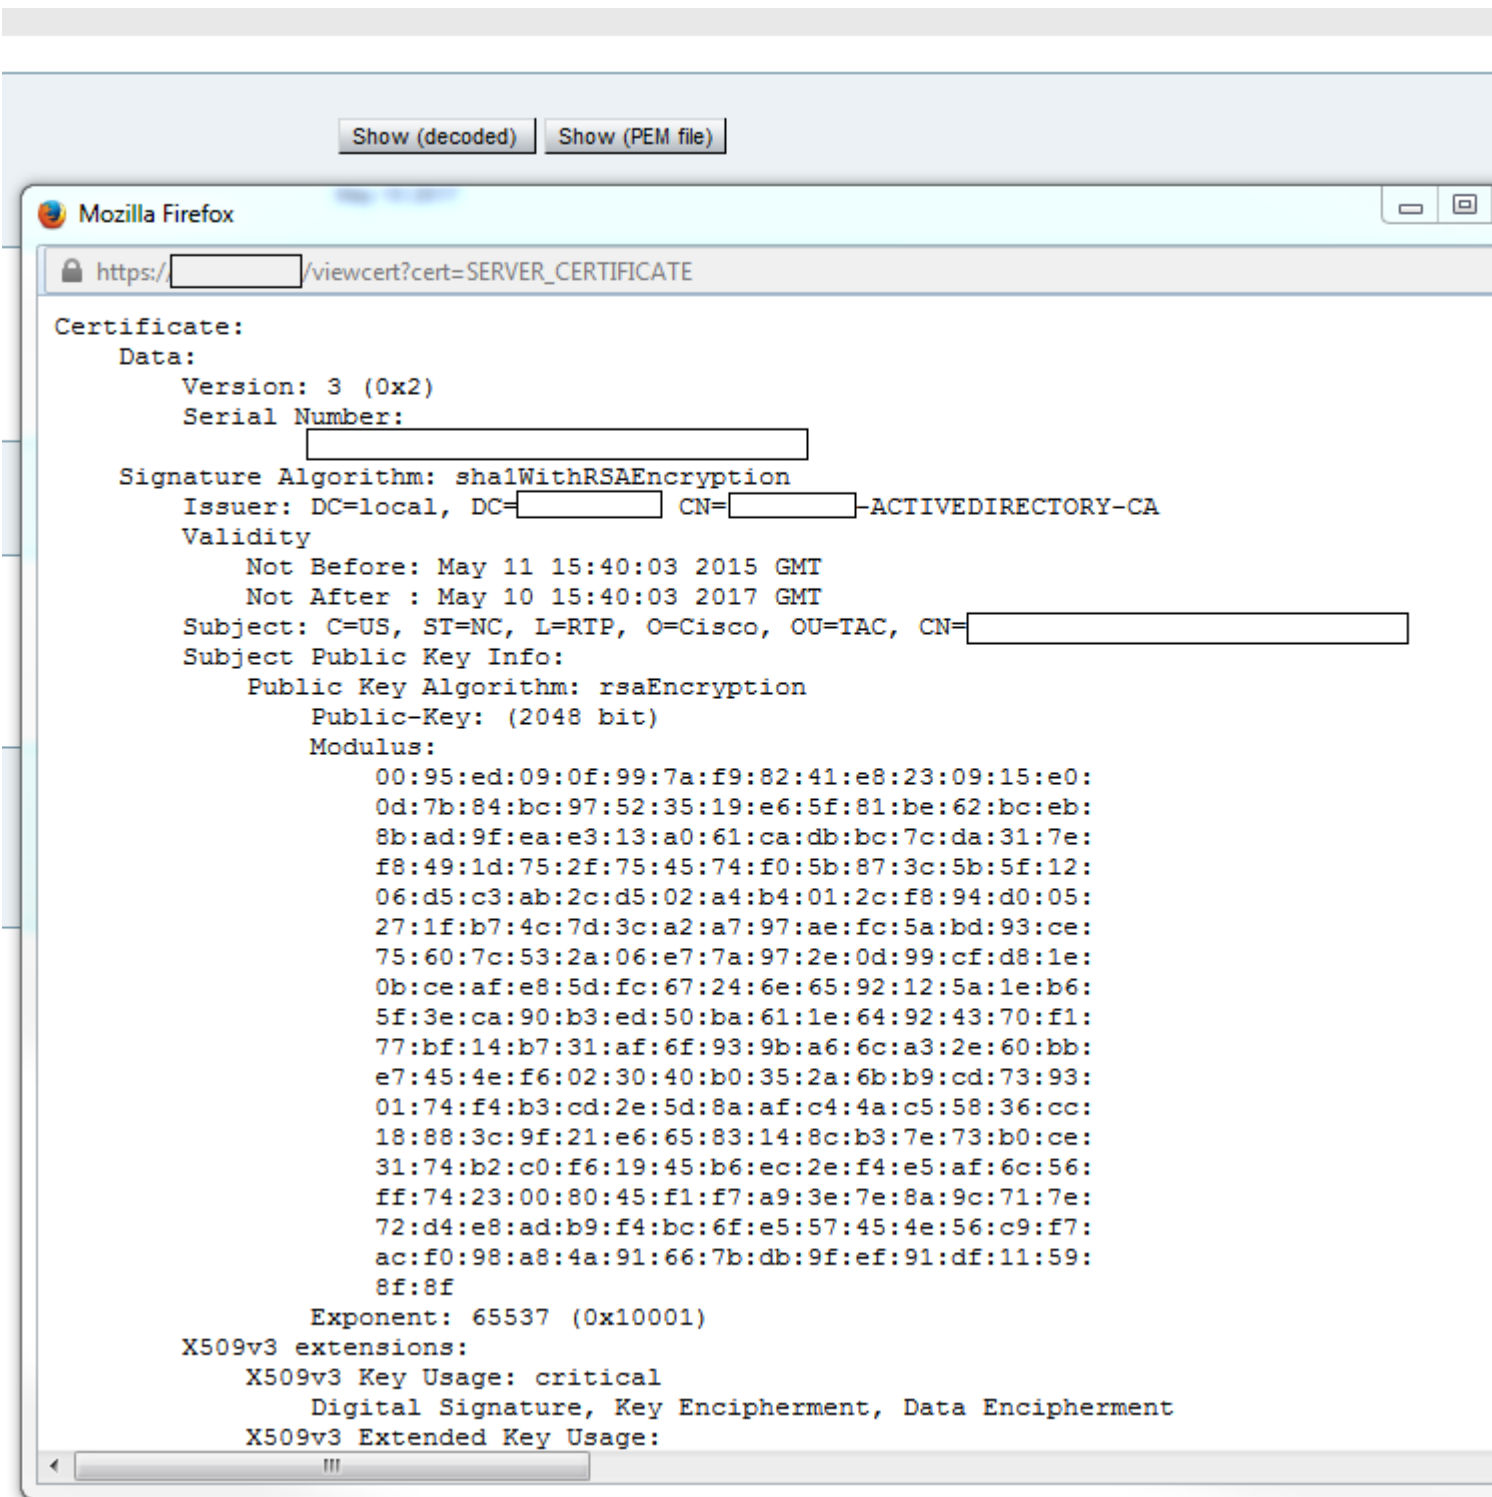 Show (decoded) Show (PEM file)
Mozilla Firefox
https:/ /viewcert?cert=SERVER_CERTIFICATE
Certificate:
Data:
Version: 3 (0x2)
Serial Number:
Signature Algorithm: sha1WithRSAEncryption
Issuer: DC=local, DC= CN= -ACTIVEDIRECTORY-CA
Validity
Not Before: May 11 15:40:03 2015 GMT
Not After : May 10 15:40:03 2017 GMT
Subject: C=US, ST=NC, L=RTP, O=Cisco, OU=TAC, CN=
Subject Public Key Info:
Public Key Algorithm: rsaEncryption
Public-Key: (2048 bit)
Modulus:
00:95:ed:09:0f:99:7a:f9:82:41:e8:23:09:15:e0:
0d:7b:84:bc:97:52:35:19:e6:5f:81:be:62:bc:eb:
8b:ad:9f:ea:e3:13:a0:61:ca:db:bc:7c:da:31:7e:
f8:49:1d:75:2f:75:45:74:f0:5b:87:3c:5b:5f:12:
06:d5:c3:ab:2c:d5:02:a4:b4:01:2c:f8:94:d0:05:
27:1f:b7:4c:7d:3c:a2:a7:97:ae:fc:5a:bd:93:ce:
75:60:7c:53:2a:06:e7:7a:97:2e:0d:99:cf:d8:1e:
0b:ce:af:e8:5d:fc:67:24:6e:65:92:12:5a:1e:b6:
5f:3e:ca:90:b3:ed:50:ba:61:1e:64:92:43:70:f1:
77:bf:14:b7:31:af:6f:93:9b:a6:6c:a3:2e:60:bb:
e7:45:4e:f6:02:30:40:b0:35:2a:6b:b9:cd:73:93:
01:74:f4:b3:cd:2e:5d:8a:af:c4:4a:c5:58:36:cc:
18:88:3c:9f:21:e6:65:83:14:8c:b3:7e:73:b0:ce:
31:74:b2:c0:f6:19:45:b6:ec:2e:f4:e5:af:6c:56:
ff:74:23:00:80:45:f1:f7:a9:3e:7e:8a:9c:71:7e:
72:d4:e8:ad:b9:f4:bc:6f:e5:57:45:4e:56:c9:f7:
ac:f0:98:a8:4a:91:66:7b:db:9f:ef:91:df:11:59:
8f:8f
Exponent: 65537 (0x10001)
X509v3 extensions:
X509v3 Key Usage: critical
Digital Signature, Key Encipherment, Data Encipherment
X509v3 Extended Key Usage: